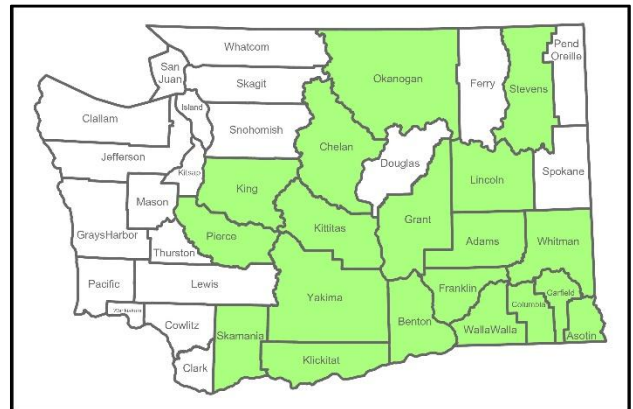 Whatcom
San
Juan
Skagit
Island
Clallam
Snohomish
Jefferson
Kitsap
Mason
GraysHarbor
King
Pierce
Thurston
Pacific
Lewis
Cowlitz
Clark
Skamania
Okanogan
Ferry
Pend
Oreille
Stevens
Chelan
Douglas
Lincoln
Spokane
Kittitas
Grant
Adams
Whitman
Yakima
Benton
Franklin
Columbia
Garfield
WallaWalla
Asotin
Klickitat